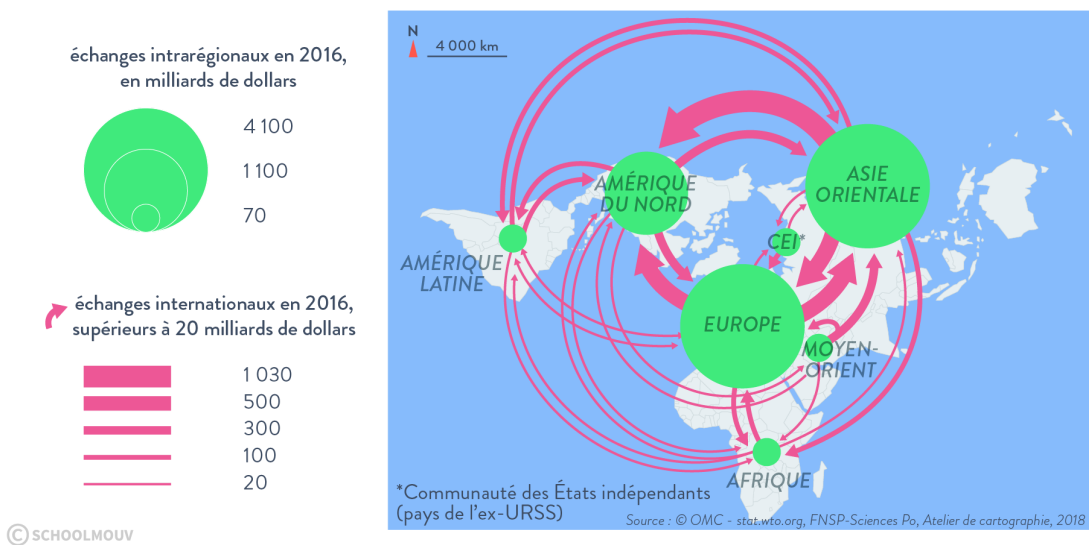 échanges intrarégionaux en 2016,
en milliards de dollars
4 100
1100
70
échanges internationaux en 2016,
supérieurs à 20 milliards de dollars
1 030
500
300
100
20
N
4 000 km
AMÉRIQUE
DU NORD
ASIE
ORIENTALE
CEI*
AMÉRIQUE
LATINE
EUROPE
MOYEN-
ORIENT
AFRIQUE
*Communauté des États indépendants
(pays de l'ex-URSS)
Source : © OMC - stat.wto.org, FNSP-Sciences Po, Atelier de cartographie, 2018
© SCHOOLMOUV